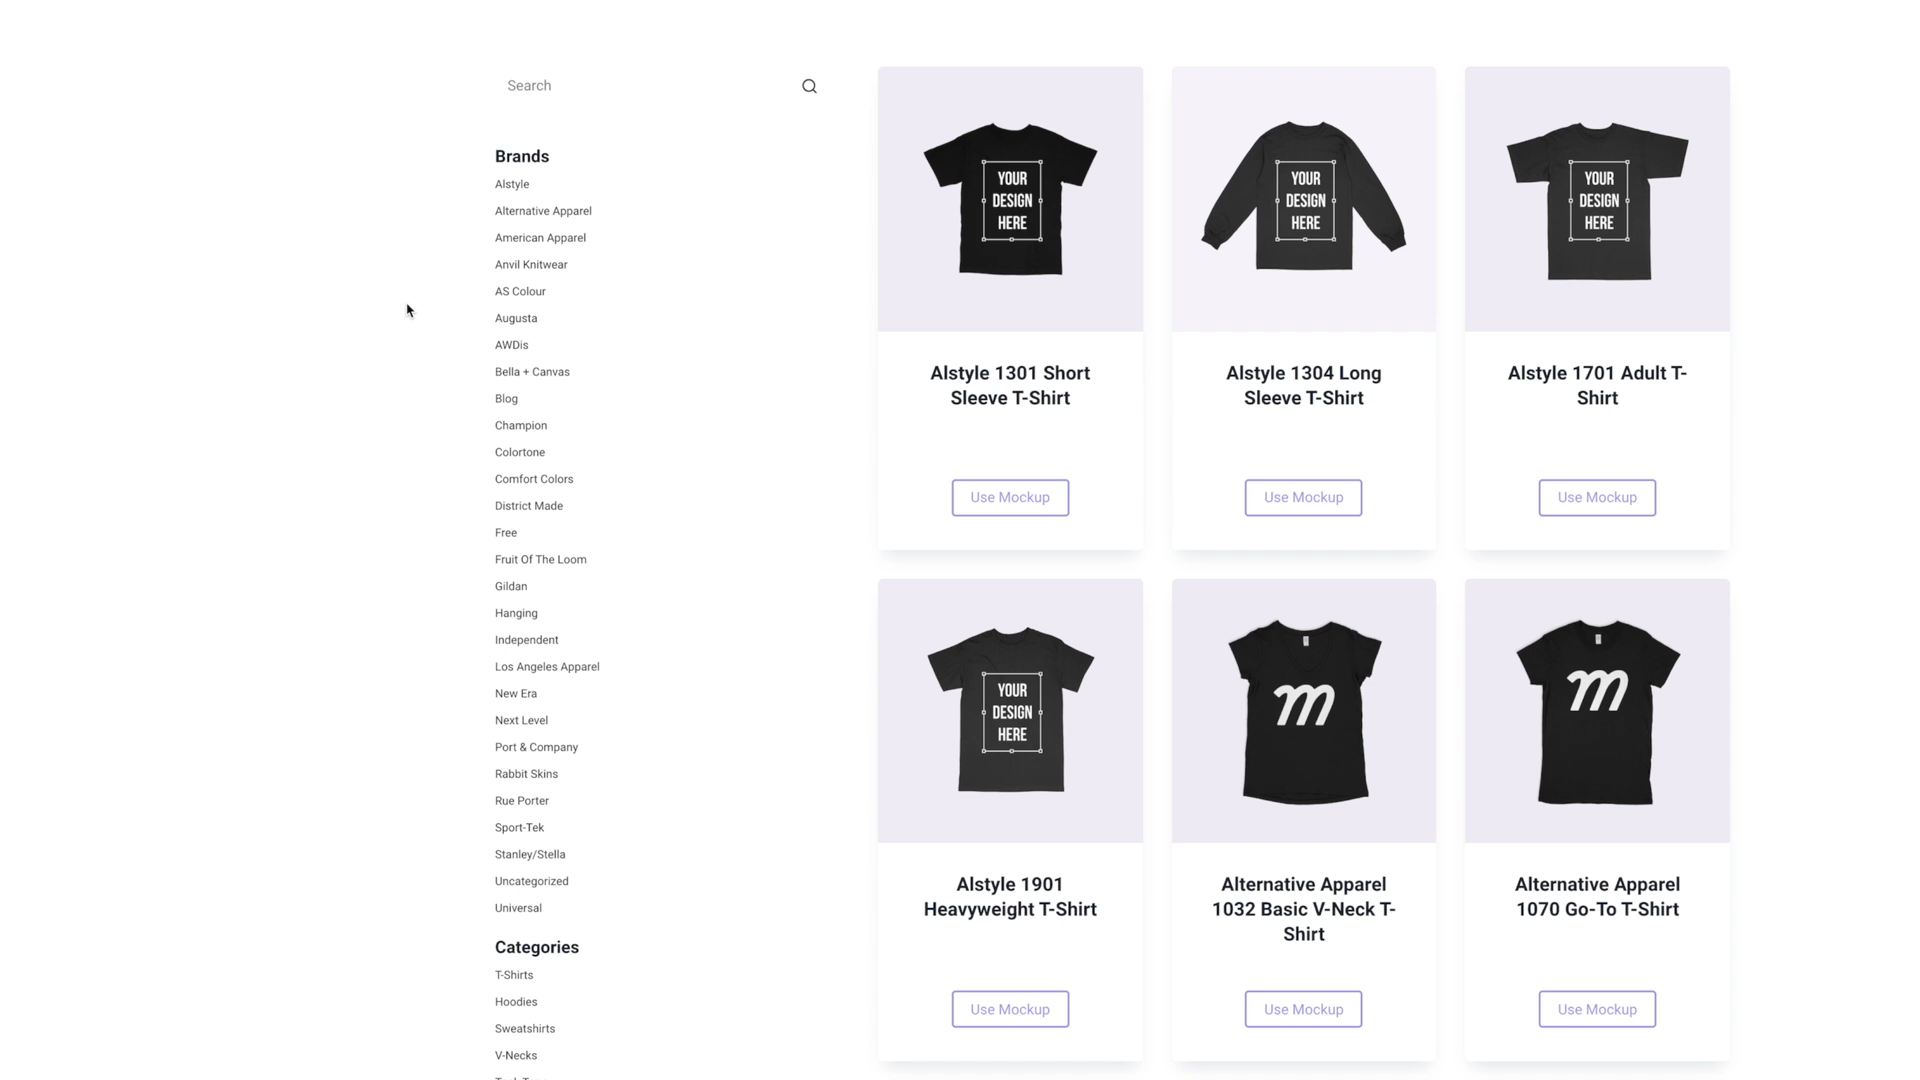 Search
Brands
Alstyle
Alternative Apparel
American Apparel
Anvil Knitwear
AS Colour
Augusta
AWDis
Bella + Canvas
Blog
Champion
Colortone
Comfort Colors
District Made
Free
Fruit Of The Loom
Gildan
Hanging
Independent
Los Angeles Apparel
New Era
Next Level
Port & Company
Rabbit Skins
Rue Porter
Sport-Tek
Stanley/Stella
Uncategorized
Universal
Categories
T-Shirts
Hoodies
Sweatshirts
V-Necks
YOUR
DESIGN
HERE
Alstyle 1301 Short
Sleeve T-Shirt
Use Mockup
YOUR
DESIGN
HERE
Alstyle 1304 Long
Sleeve T-Shirt
Use Mockup
YOUR
DESIGN
HERE
Alstyle 1701 Adult T-
Shirt
Use Mockup
YOUR
DESIGN
HERE
Alstyle 1901
Heavyweight T-Shirt
Use Mockup
m
Alternative Apparel
1032 Basic V-Neck T-
Shirt
Use Mockup
m
Alternative Apparel
1070 Go-To T-Shirt
Use Mockup